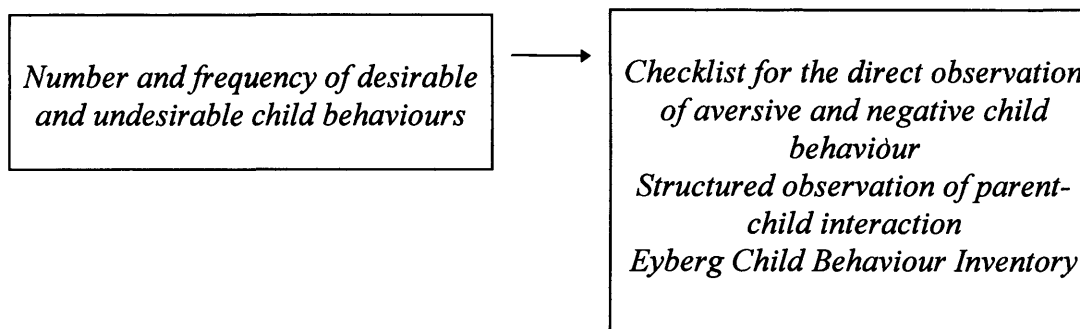 Number and frequency of desirable
and undesirable child behaviours
Checklist for the direct observation
of aversive and negative child
behaviour
Structured observation of parent-
child interaction
Eyberg Child Behaviour Inventory